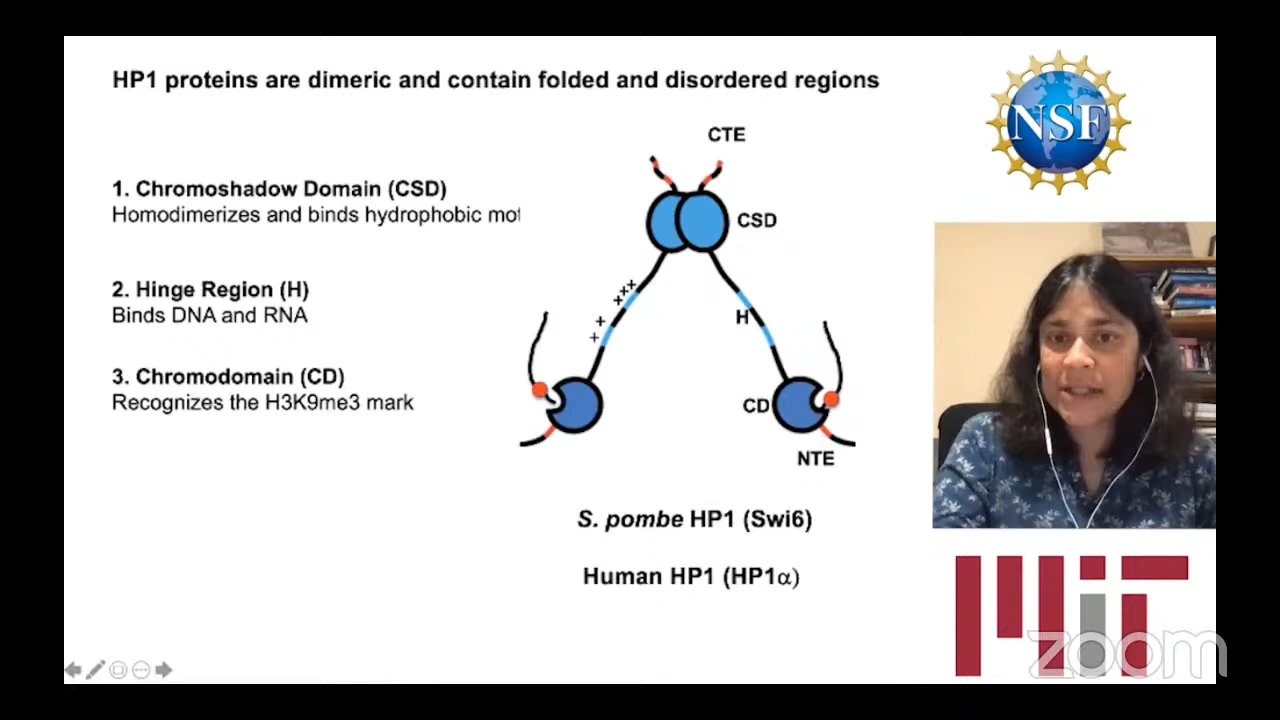 HP1 proteins are dimeric and contain folded and disordered regions
1. Chromoshadow Domain (CSD)
Homodimerizes and binds hydrophobic mot
2. Hinge Region (H)
Binds DNA and RNA
3. Chromodomain (CD)
Recognizes the H3K9me3 mark
CTE
CSD
+++
+
+
H
CD
NTE
S. pombe HP1 (Swi6)
Human HP1 (HP1α)
NSF
MIT
zoom